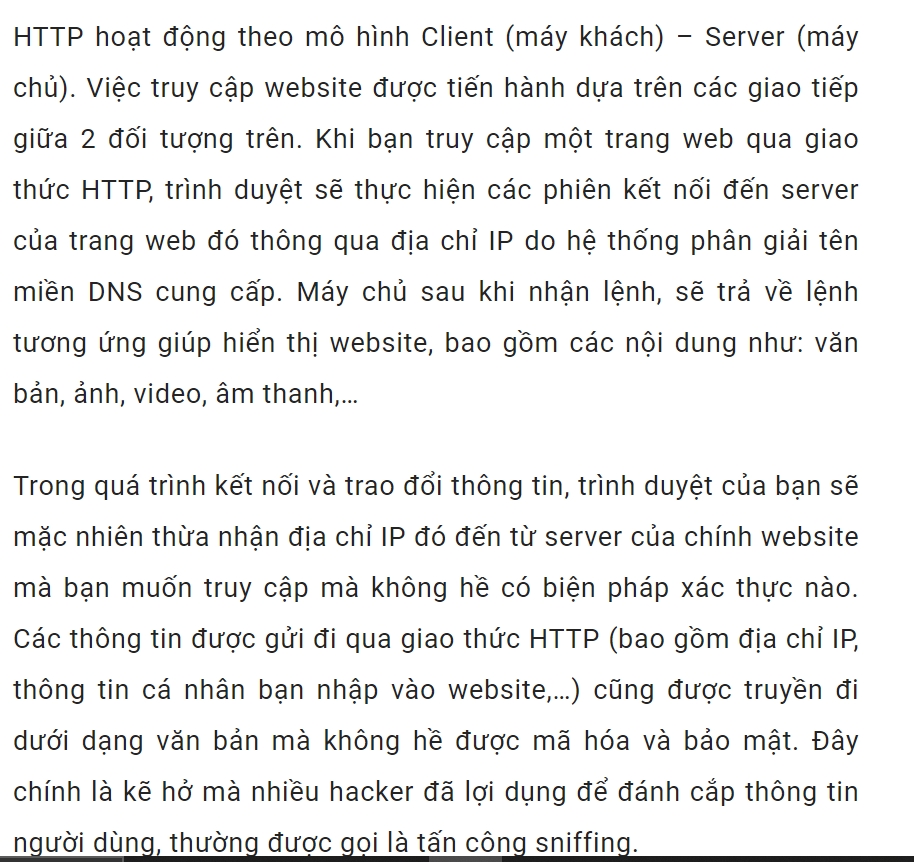 HTTP hoạt động theo mô hình Client (máy khách) – Server (máy
chủ). Việc truy cập website được tiến hành dựa trên các giao tiếp
giữa 2 đối tượng trên. Khi bạn truy cập một trang web qua giao
thức HTTP, trình duyệt sẽ thực hiện các phiên kết nối đến server
của trang web đó thông qua địa chỉ IP do hệ thống phân giải tên
miền DNS cung cấp. Máy chủ sau khi nhận lệnh, sẽ trả về lệnh
tương ứng giúp hiển thị website, bao gồm các nội dung như: văn
bản, ảnh, video, âm thanh,...
Trong quá trình kết nối và trao đổi thông tin, trình duyệt của bạn sẽ
mặc nhiên thừa nhận địa chỉ IP đó đến từ server của chính website
mà bạn muốn truy cập mà không hề có biện pháp xác thực nào.
Các thông tin được gửi đi qua giao thức HTTP (bao gồm địa chỉ IP,
thông tin cá nhân bạn nhập vào website,...) cũng được truyền đi
dưới dạng văn bản mà không hề được mã hóa và bảo mật. Đây
chính là kẽ hở mà nhiều hacker đã lợi dụng để đánh cắp thông tin
người dùng, thường được gọi là tấn công sniffing.